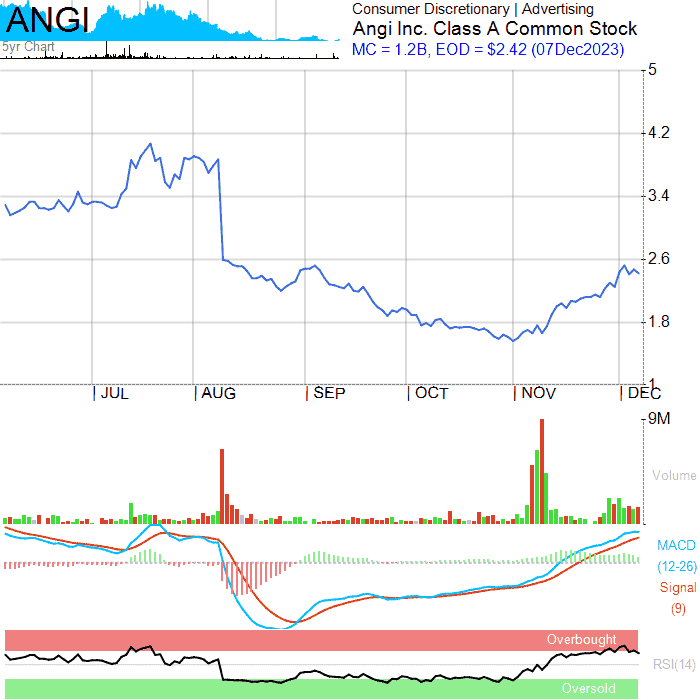 ANGI
5yr Chart
Consumer Discretionary | Advertising
Angi Inc. Class A Common Stock
MC = 1.2B, EOD = $2.42 (07Dec2023)
5
4.2
3.4
2.6
1.8
1
JUL AUG SEP OCT NOV DEC
9M
Volume
MACD
(12-26)
Signal
(9)
Overbought
RSI(14)
Oversold